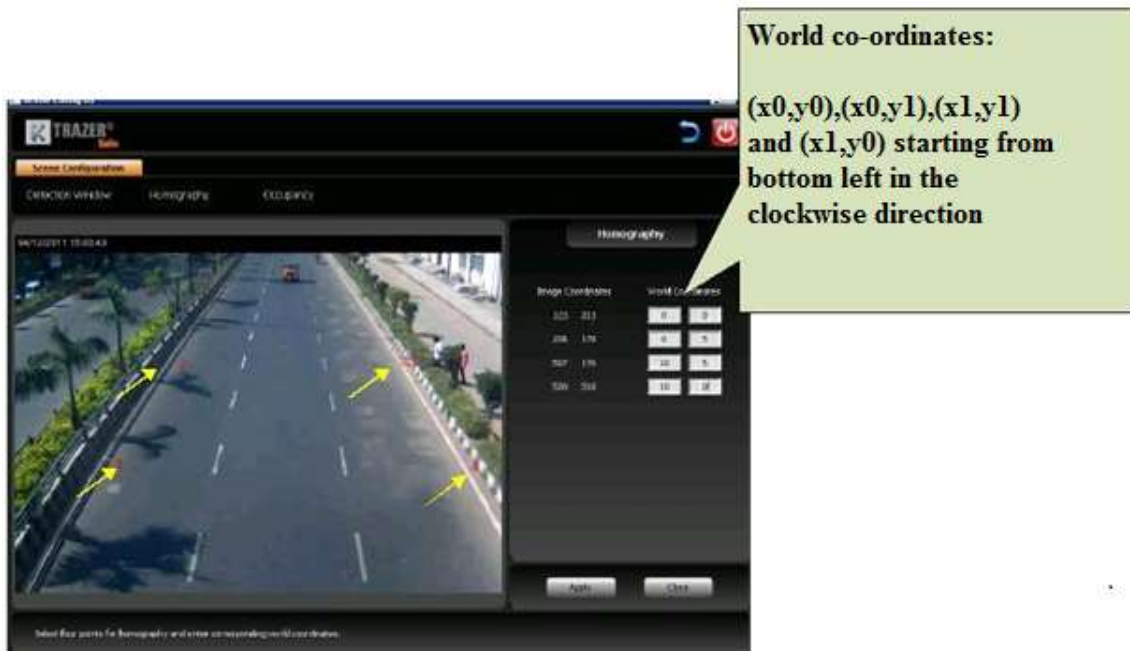 World co-ordinates:
(x0,y0),(x0,y1),(x1,y1)
and (x1,y0) starting from
bottom left in the
clockwise direction
TRAZER
Scene Configuration
Detection Window Homography Occupancy
Homography
Image Coordinates World Coordinates
0 0
0 5
10 5
10
Apply Clear
Select four points for homography and enter corresponding world coordinates.